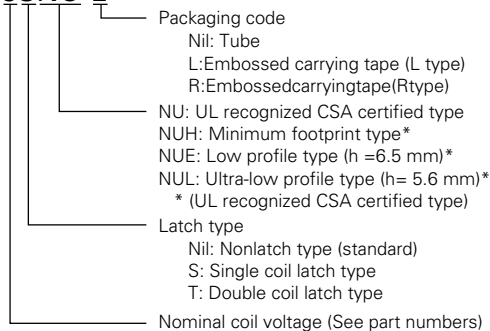 Packaging code
Nil: Tube
L:Embossed carrying tape (L type)
R:Embossedcarryingtape(Rtype)
NU: UL recognized CSA certified type
NUH: Minimum footprint type*
NUE: Low profile type (h =6.5 mm)*
NUL: Ultra-low profile type (h= 5.6 mm)*
* (UL recognized CSA certified type)
Latch type
Nil: Nonlatch type (standard)
S: Single coil latch type
T: Double coil latch type
Nominal coil voltage (See part numbers)